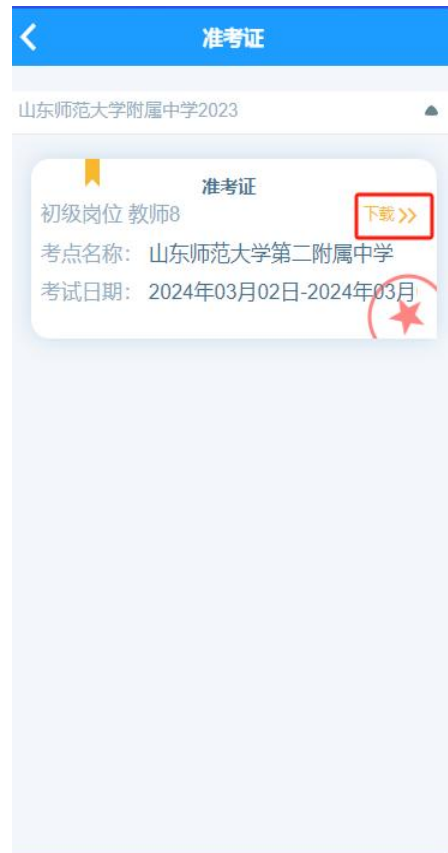 准考证
山东师范大学附属中学2023
准考证
初级岗位 教师8
下载
考点名称： 山东师范大学第二附属中学
考试日期： 2024年03月02日-2024年03月